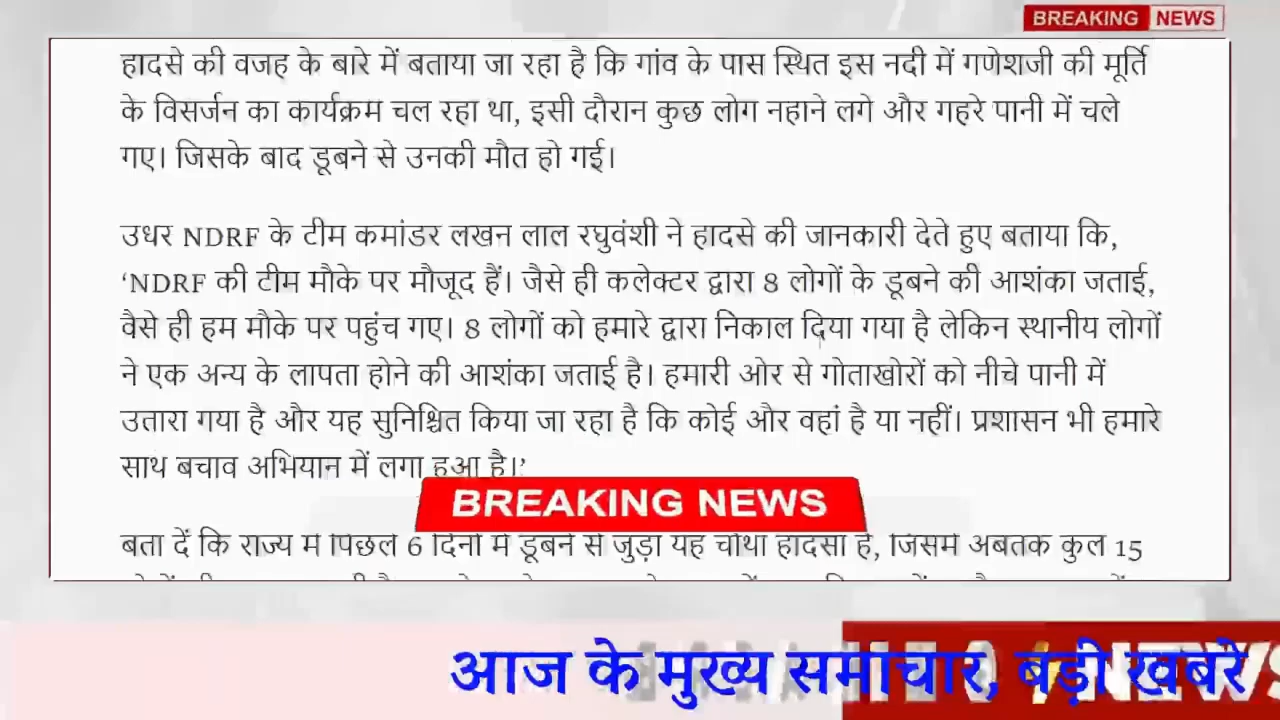 BREAKING NEWS
हादसे की वजह के बारे में बताया जा रहा है कि गांव के पास स्थित इस नदी में गणेशजी की मूर्ति
के विसर्जन का कार्यक्रम चल रहा था, इसी दौरान कुछ लोग नहाने लगे और गहरे पानी में चले
गए। जिसके बाद डूबने से उनकी मौत हो गई।
उधर NDRF के टीम कमांडर लखन लाल रघुवंशी ने हादसे की जानकारी देते हुए बताया कि,
‘NDRF की टीम मौके पर मौजूद हैं। जैसे ही कलेक्टर द्वारा 8 लोगों के डूबने की आशंका जताई,
वैसे ही हम मौके पर पहुंच गए। 8 लोगों को हमारे द्वारा निकाल दिया गया है लेकिन स्थानीय लोगों
ने एक अन्य के लापता होने की आशंका जताई है। हमारी ओर से गोताखोरों को नीचे पानी में
उतारा गया है और यह सुनिश्चित किया जा रहा है कि कोई और वहां है या नहीं। प्रशासन भी हमारे
साथ बचाव अभियान में लगा हुआ है।’
BREAKING NEWS
बता दें कि राज्य में पिछले 6 दिनों में डूबने से जुड़ा यह चौथा हादसा है, जिसमें अबतक कुल 15
आज के मुख्य समाचार, बड़ी खबरें
NEWS